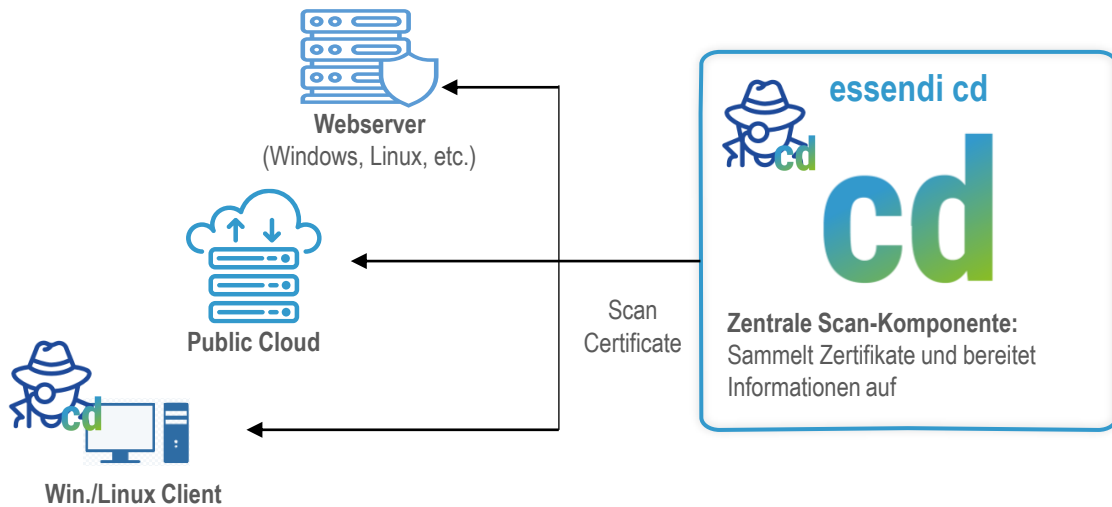 Webserver
(Windows, Linux, etc.)
Public Cloud
cd
Win./Linux Client
Scan
Certificate
essendi cd
cd
cd
Zentrale Scan-Komponente:
Sammelt Zertifikate und bereitet
Informationen auf